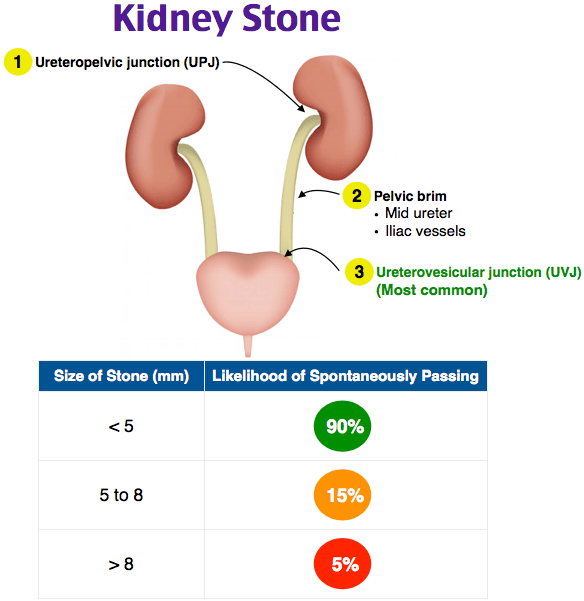 Kidney Stone
1 Ureteropelvic junction (UPJ)
2 Pelvic brim
• Mid ureter
• Iliac vessels
3 Ureterovesicular junction (UVJ)
(Most common)
Size of Stone (mm) Likelihood of Spontaneously Passing
< 5 90%
5 to 8 15%
> 8 5%